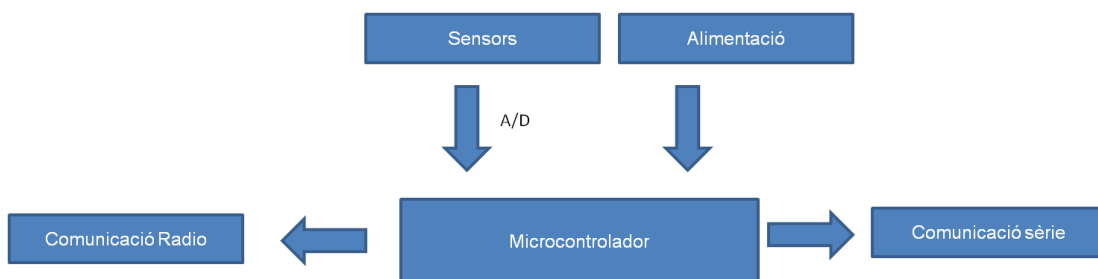 Sensors
Alimentació
A/D
Comunicació Radio
Microcontrolador
Comunicació sèrie